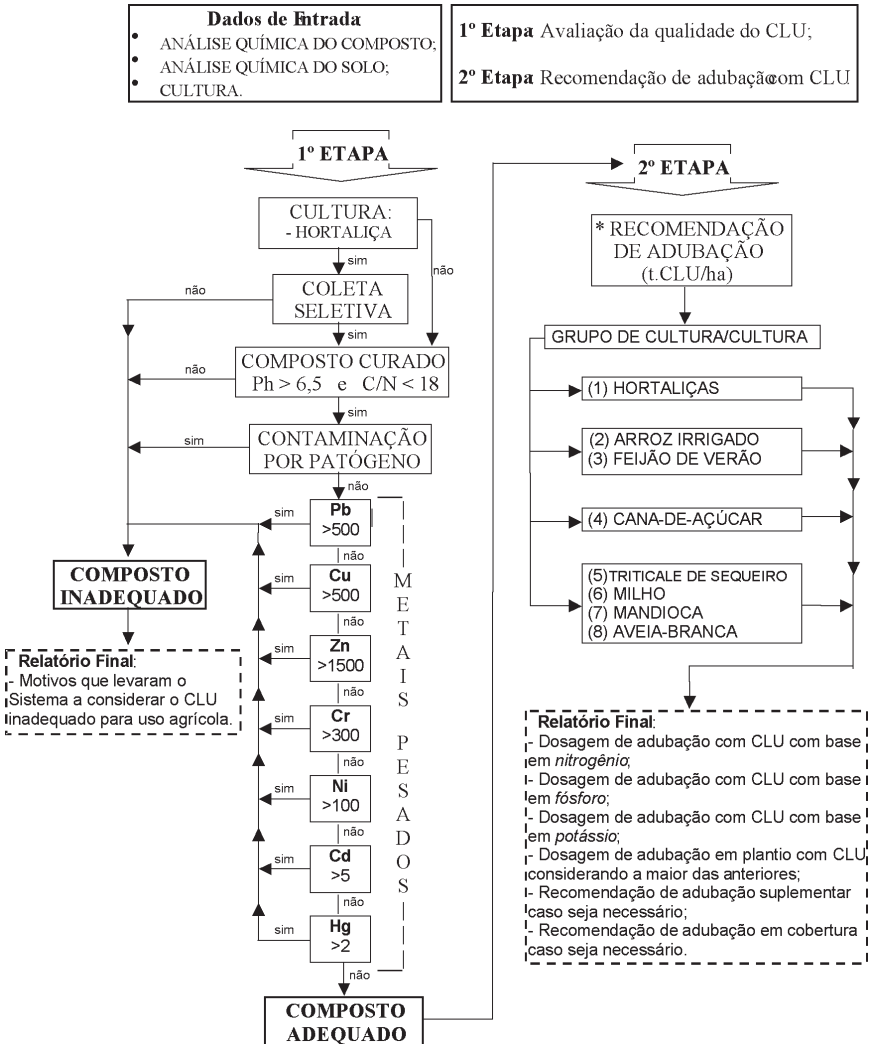 Dados de Entrada:
• ANÁLISE QUÍMICA DO COMPOSTO;
• ANÁLISE QUÍMICA DO SOLO;
• CULTURA.
1º Etapa: Avaliação da qualidade do CLU;
2º Etapa: Recomendação de adubação com CLU.
1º ETAPA
CULTURA:
- HORTALIÇA
sim
não
COLETA
SELETIVA
não
sim
COMPOSTO CURADO
Ph > 6,5 e C/N < 18
não
sim
CONTAMINAÇÃO
POR PATÓGENO
sim
não
Pb
>500
sim
não
Cu
>500
sim
não
Zn
>1500
sim
não
Cr
>300
sim
não
Ni
>100
sim
não
Cd
>5
sim
não
Hg
>2
sim
não
METAIS PESADOS
COMPOSTO
INADEQUADO
Relatório Final:
- Motivos que levaram o
Sistema a considerar o CLU
inadequado para uso agrícola.
COMPOSTO
ADEQUADO
2º ETAPA
* RECOMENDAÇÃO
DE ADUBAÇÃO
(t.CLU/ha)
GRUPO DE CULTURA/CULTURA
(1) HORTALIÇAS
(2) ARROZ IRRIGADO
(3) FEIJÃO DE VERÃO
(4) CANA-DE-AÇÚCAR
(5) TRITICALE DE SEQUEIRO
(6) MILHO
(7) MANDIOCA
(8) AVEIA-BRANCA
Relatório Final:
- Dosagem de adubação com CLU com base
em nitrogênio;
- Dosagem de adubação com CLU com base
em fósforo;
- Dosagem de adubação com CLU com base
em potássio;
- Dosagem de adubação em plantio com CLU
considerando a maior das anteriores;
- Recomendação de adubação suplementar
caso seja necessário;
- Recomendação de adubação em cobertura
caso seja necessário.